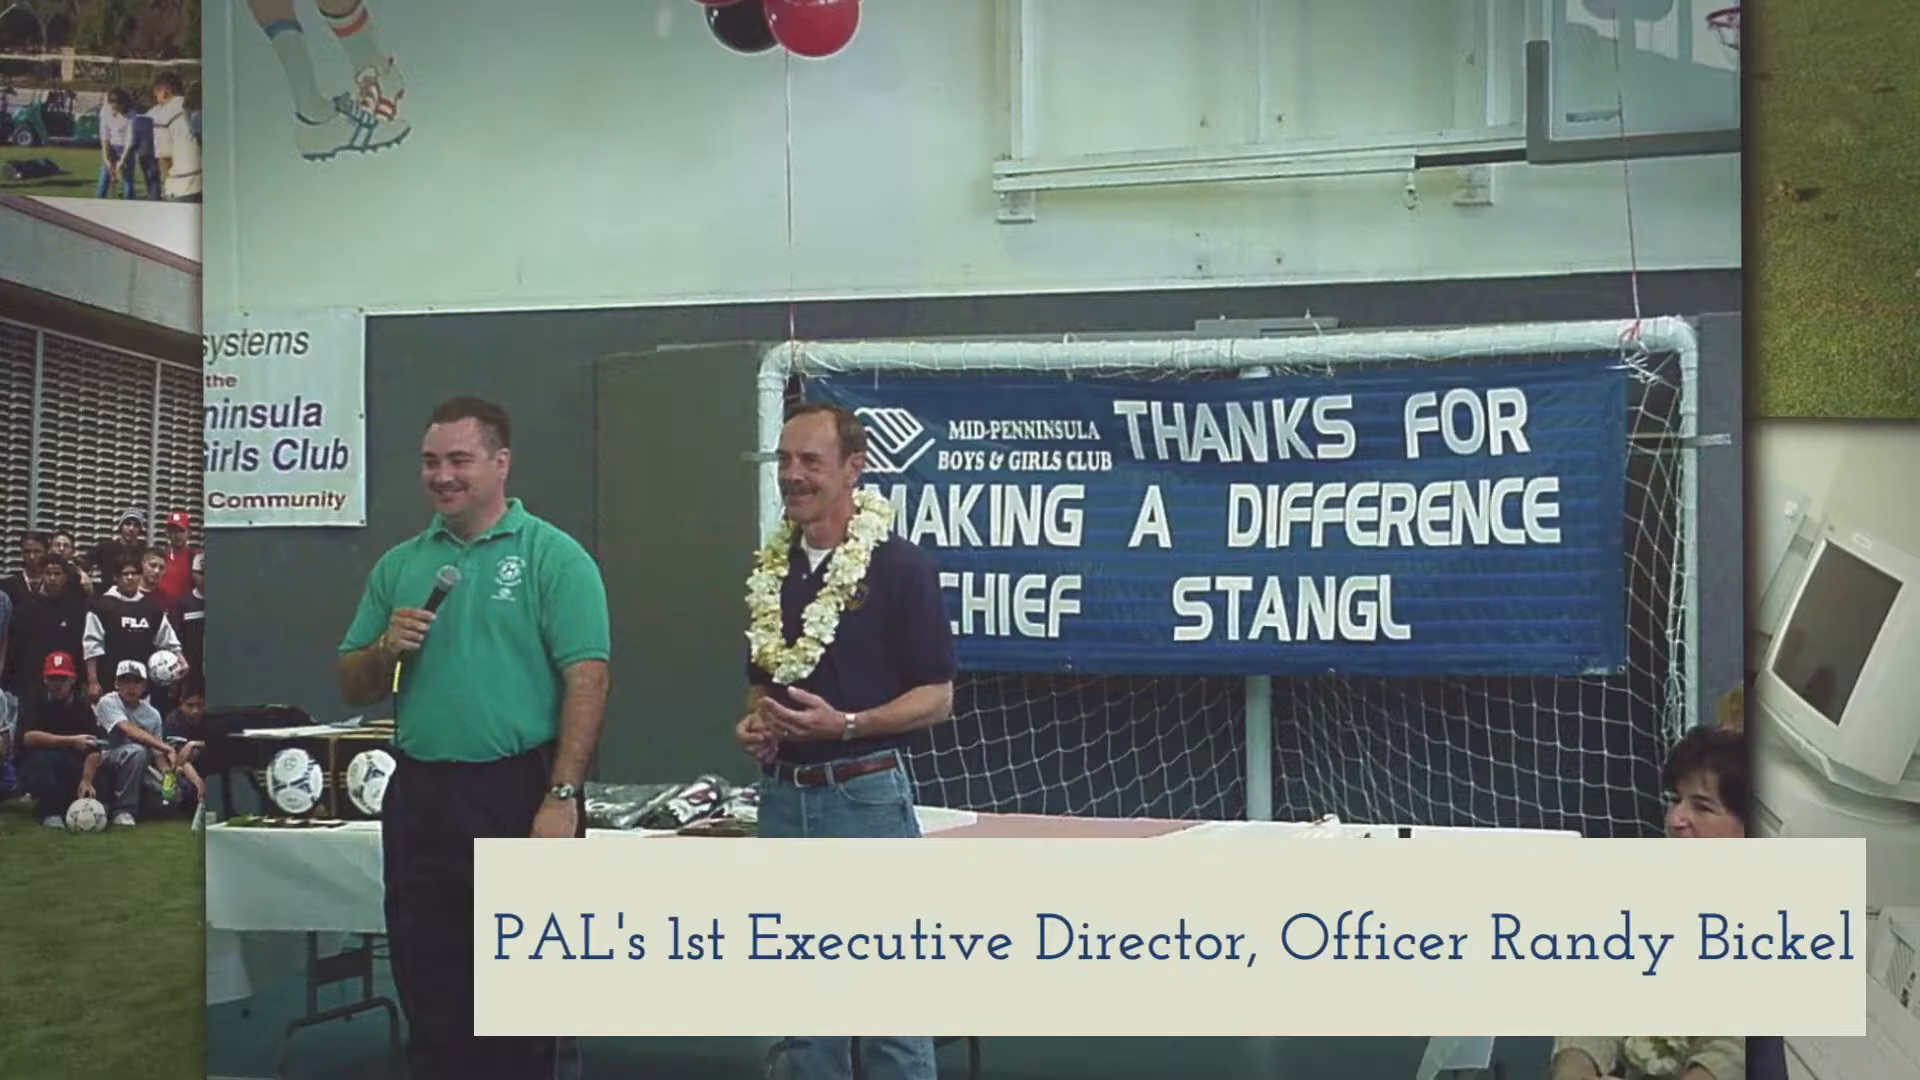 systems
the
ninsula
Girls Club
Community
MID-PENNINSULA
BOYS & GIRLS CLUB
THANKS FOR
MAKING A DIFFERENCE
CHIEF STANGL
FILA
PAL's 1st Executive Director, Officer Randy Bickel